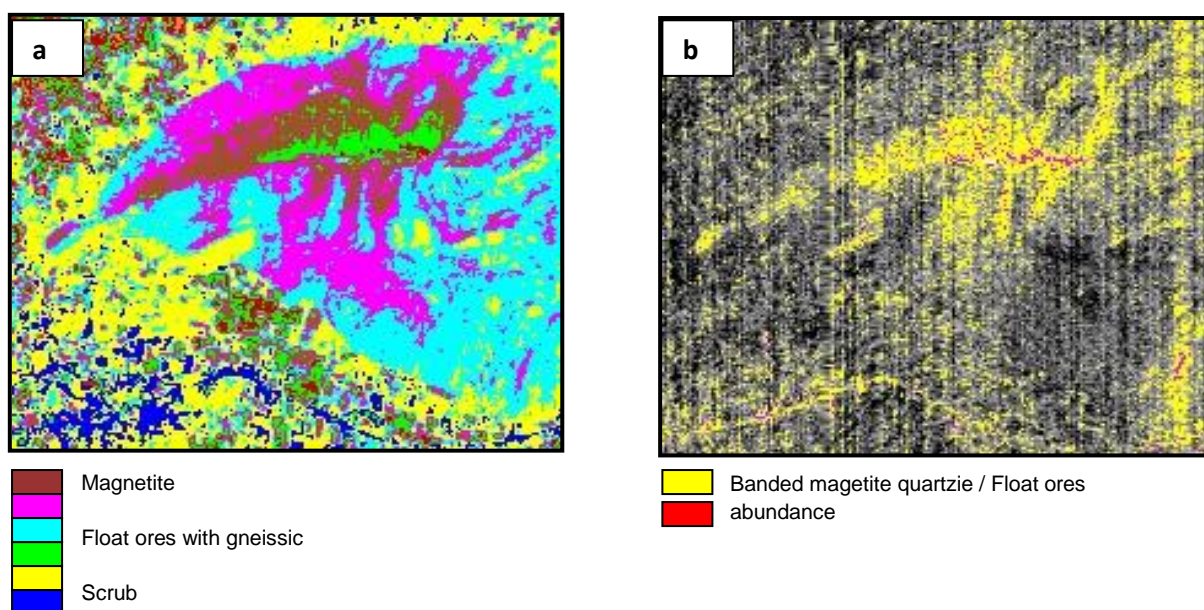 a
b
Magnetite
Float ores with gneissic
Scrub
Banded magetite quartzie / Float ores
abundance